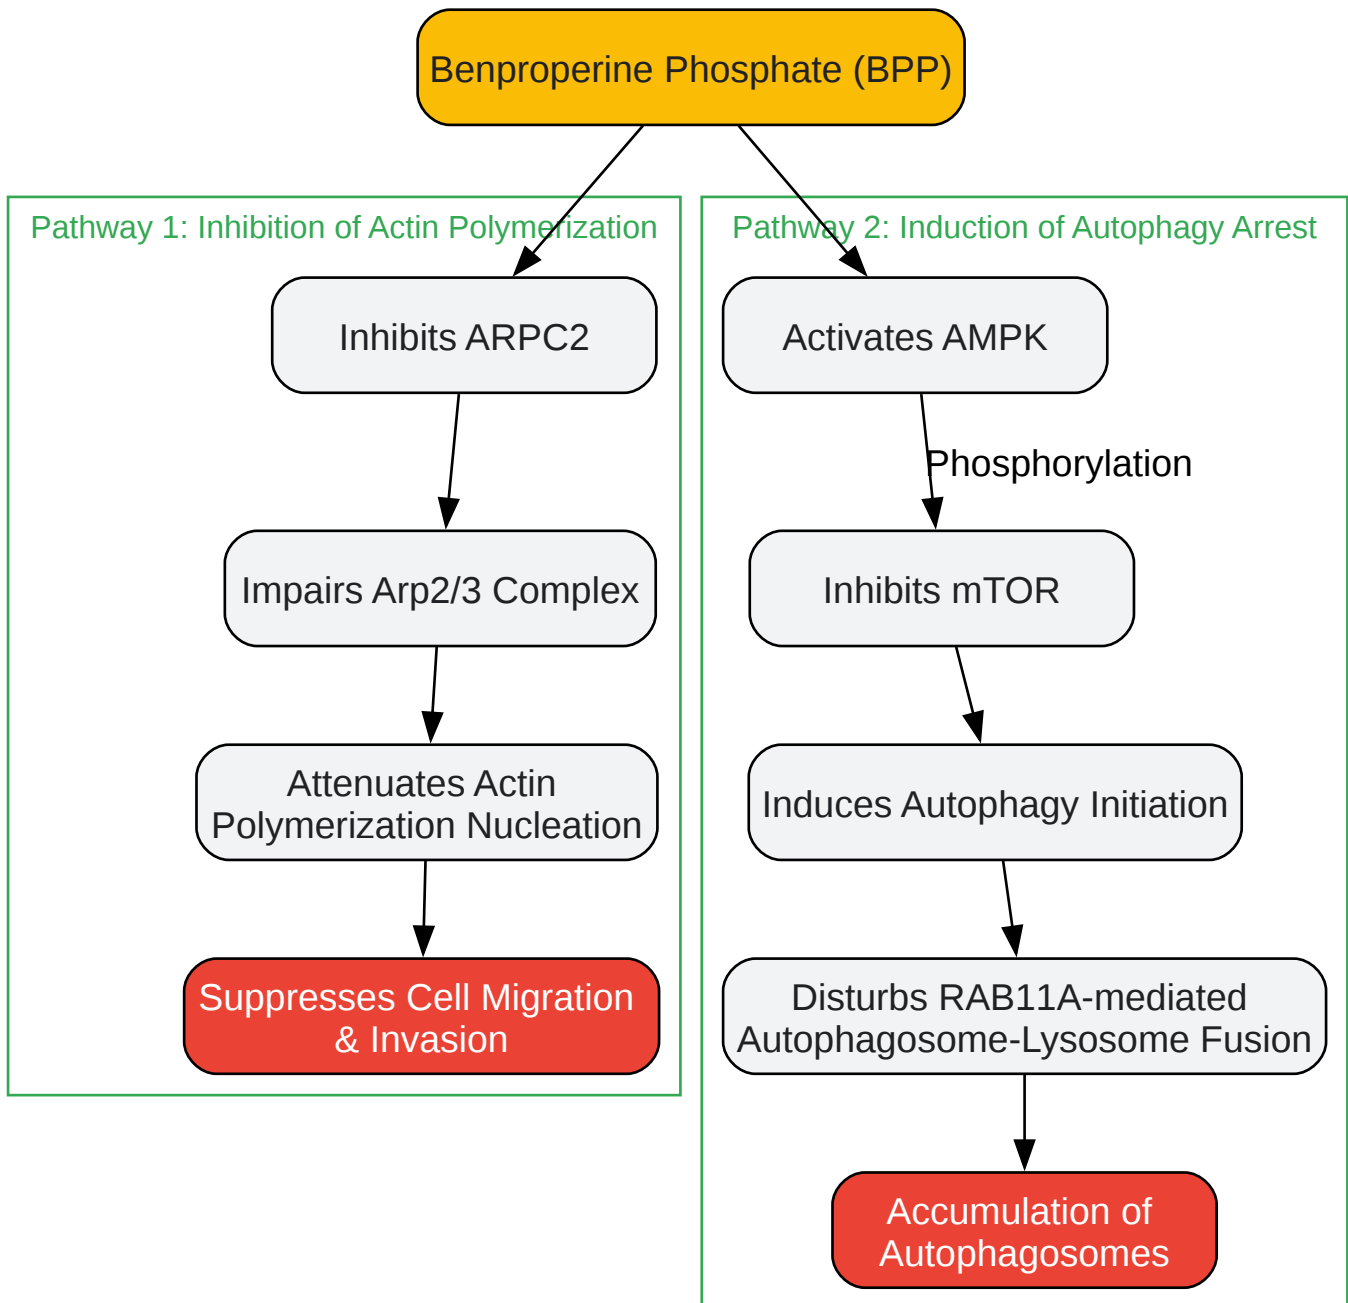 Benproperine Phosphate (BPP)
Pathway 1: Inhibition of Actin Polymerization
Inhibits ARPC2
Impairs Arp2/3 Complex
Attenuates Actin
Polymerization Nucleation
Suppresses Cell Migration
& Invasion
Pathway 2: Induction of Autophagy Arrest
Activates AMPK
Phosphorylation
Inhibits mTOR
Induces Autophagy Initiation
Disturbs RAB11A-mediated
Autophagosome-Lysosome Fusion
Accumulation of
Autophagosomes